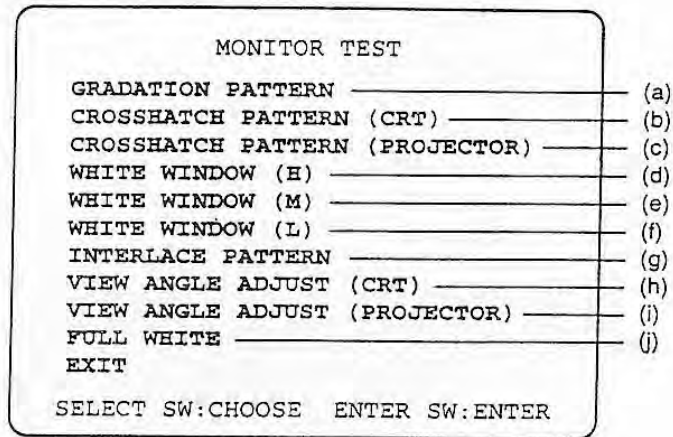 MONITOR TEST
GRADATION PATTERN (a)
CROSSHATCH PATTERN (CRT) (b)
CROSSHATCH PATTERN (PROJECTOR) (c)
WHITE WINDOW (H) (d)
WHITE WINDOW (M) (e)
WHITE WINDOW (L) (f)
INTERLACE PATTERN (g)
VIEW ANGLE ADJUST (CRT) (h)
VIEW ANGLE ADJUST (PROJECTOR) (i)
FULL WHITE (j)
EXIT
SELECT SW:CHOOSE ENTER SW:ENTER